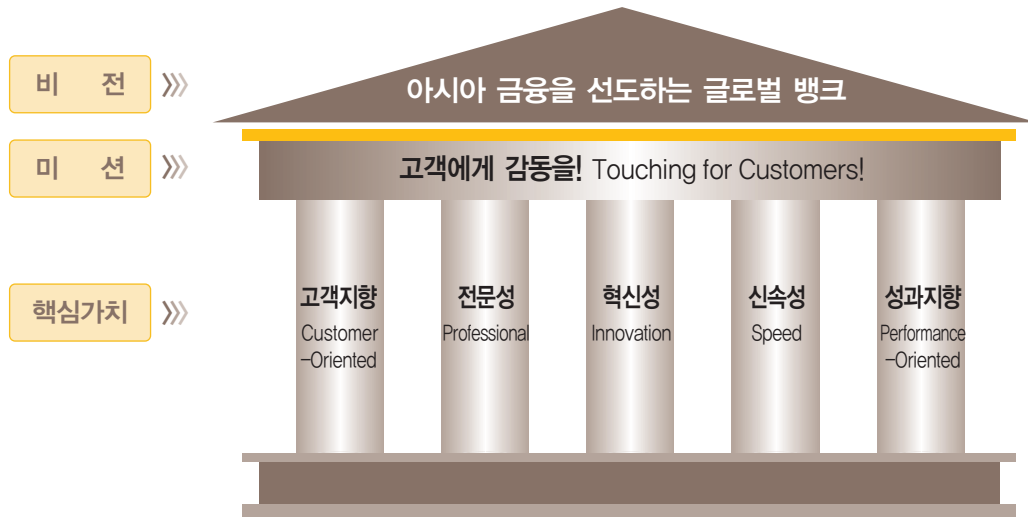 비 전
아시아 금융을 선도하는 글로벌 뱅크
미 션
고객에게 감동을! Touching for Customers!
핵심가치
고객지향
Customer
-Oriented
전문성
Professional
혁신성
Innovation
신속성
Speed
성과지향
Performance
-Oriented